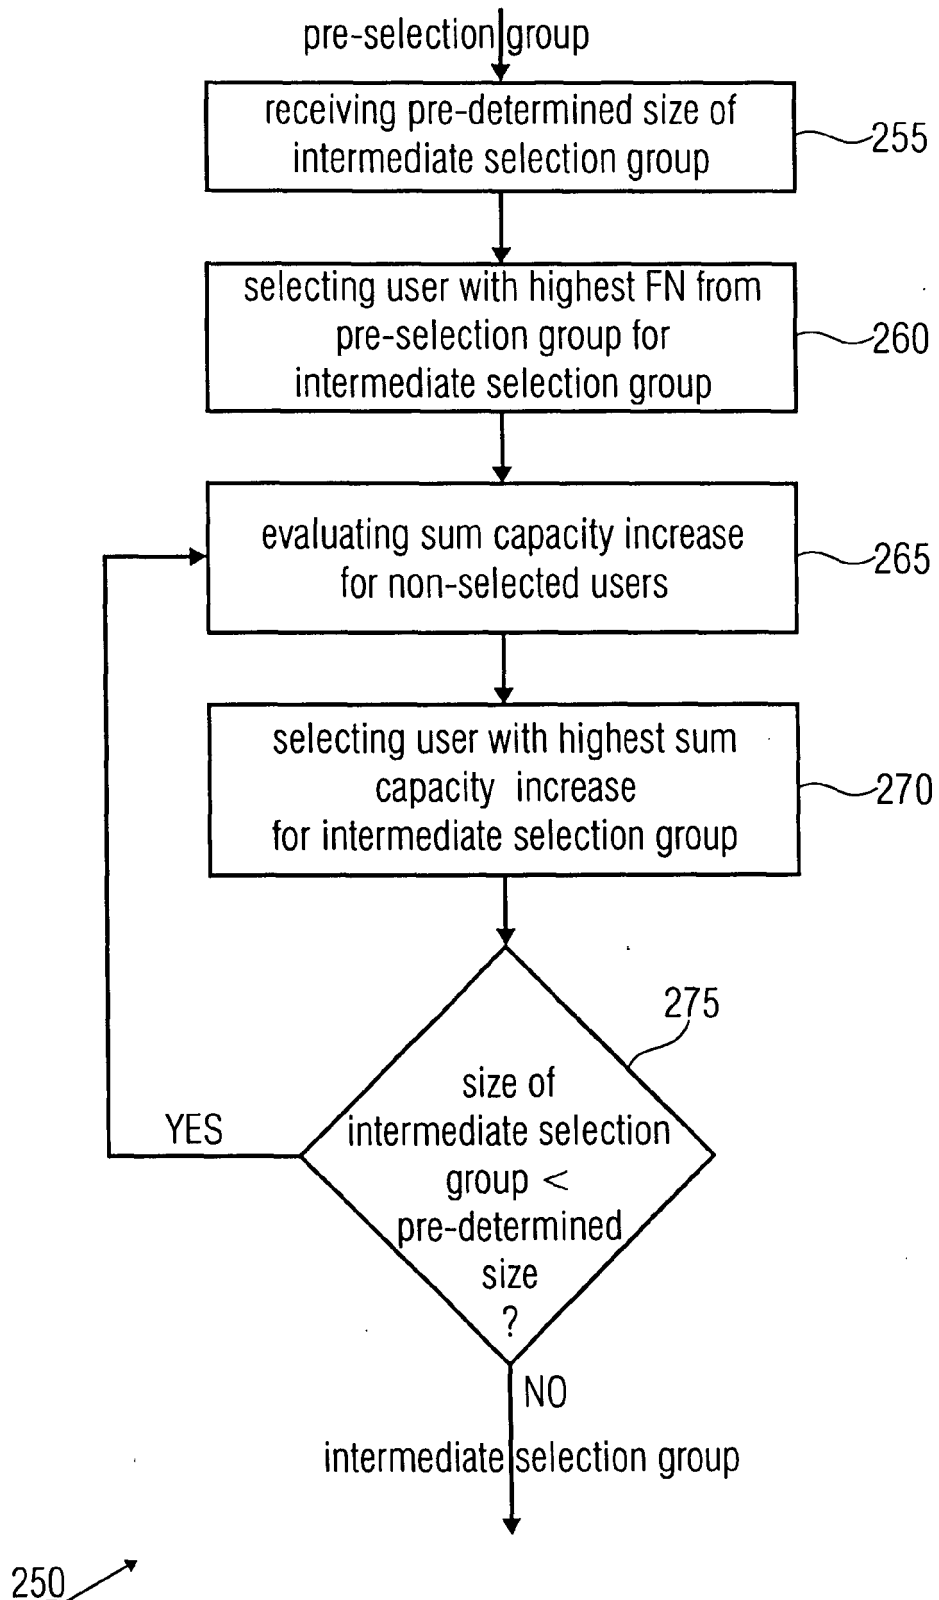 pre-selection group
receiving pre-determined size of
intermediate selection group
255
selecting user with highest FN from
pre-selection group for
intermediate selection group
260
evaluating sum capacity increase
for non-selected users
265
selecting user with highest sum
capacity increase
for intermediate selection group
270
275
size of
intermediate selection
group <
pre-determined
size
?
YES
NO
intermediate selection group
250